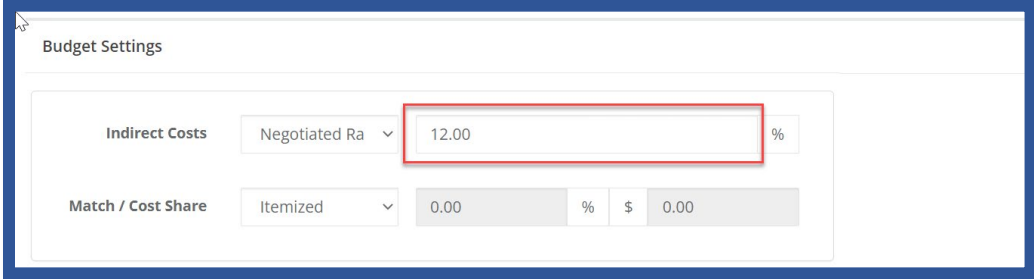 Budget Settings
Indirect Costs Negotiated Ra 12.00 %
Match / Cost Share Itemized 0.00 % $ 0.00